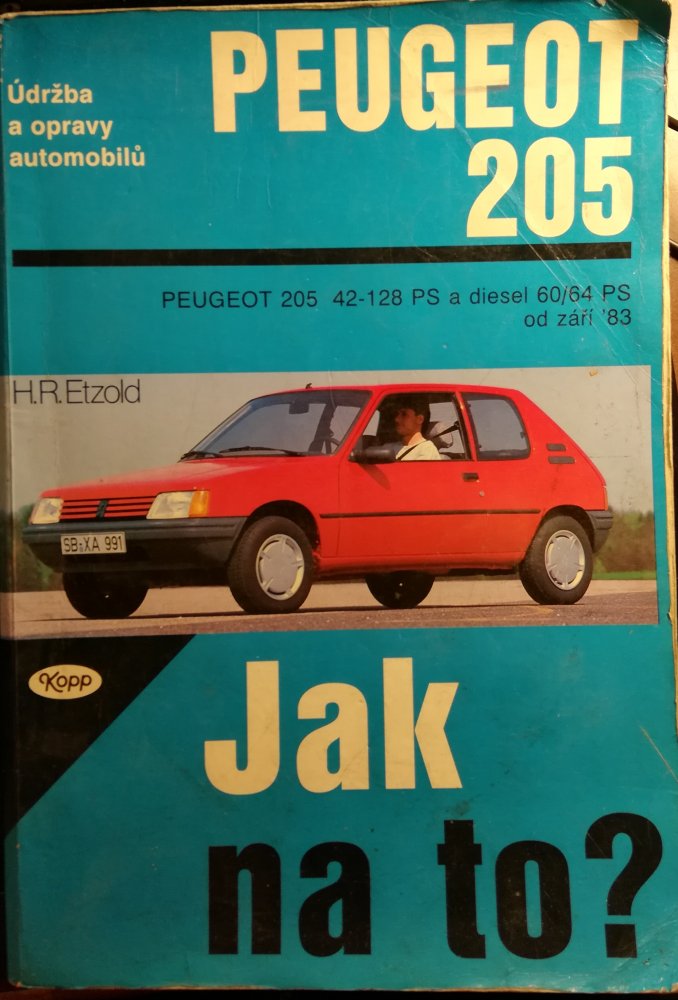 Údržba
a opravy
automobilů
PEUGEOT
205
PEUGEOT 205 42-128 PS a diesel 60/64 PS
od září '83
H.R.Etzold
SB:XA 991
Kopp
Jak
na to?